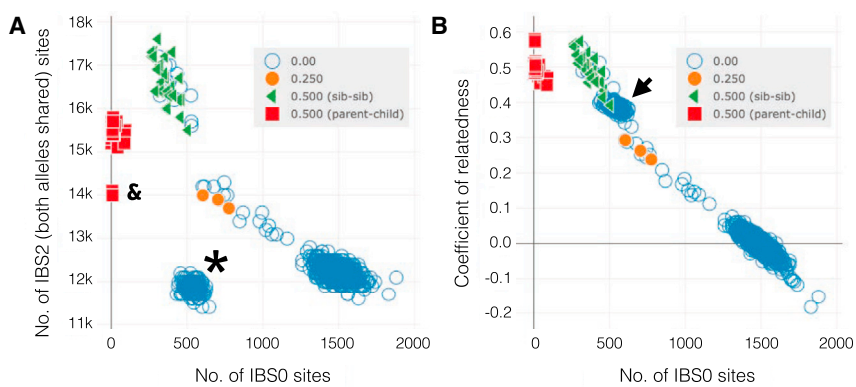 A
No. of IBS2 (both alleles shared) sites
18k
17k
16k
15k
14k
13k
12k
11k
0
500
1000
1500
2000
No. of IBS0 sites
0.00
0.250
0.500 (sib-sib)
0.500 (parent-child)
&
*
B
Coefficient of relatedness
0.6
0.5
0.4
0.3
0.2
0.1
0.0
-0.1
-0.2
0
500
1000
1500
2000
No. of IBS0 sites
0.00
0.250
0.500 (sib-sib)
0.500 (parent-child)